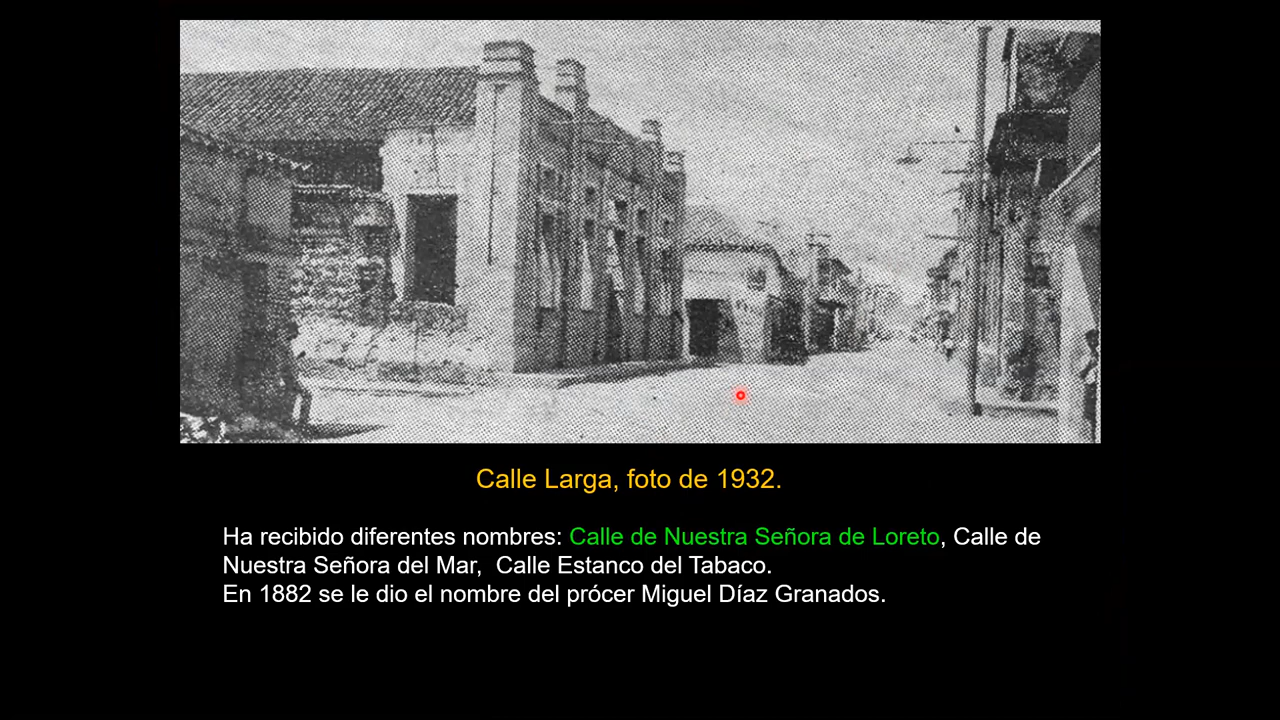 Calle Larga, foto de 1932.
Ha recibido diferentes nombres: Calle de Nuestra Señora de Loreto, Calle de
Nuestra Señora del Mar,  Calle Estanco del Tabaco.
En 1882 se le dio el nombre del prócer Miguel Díaz Granados.